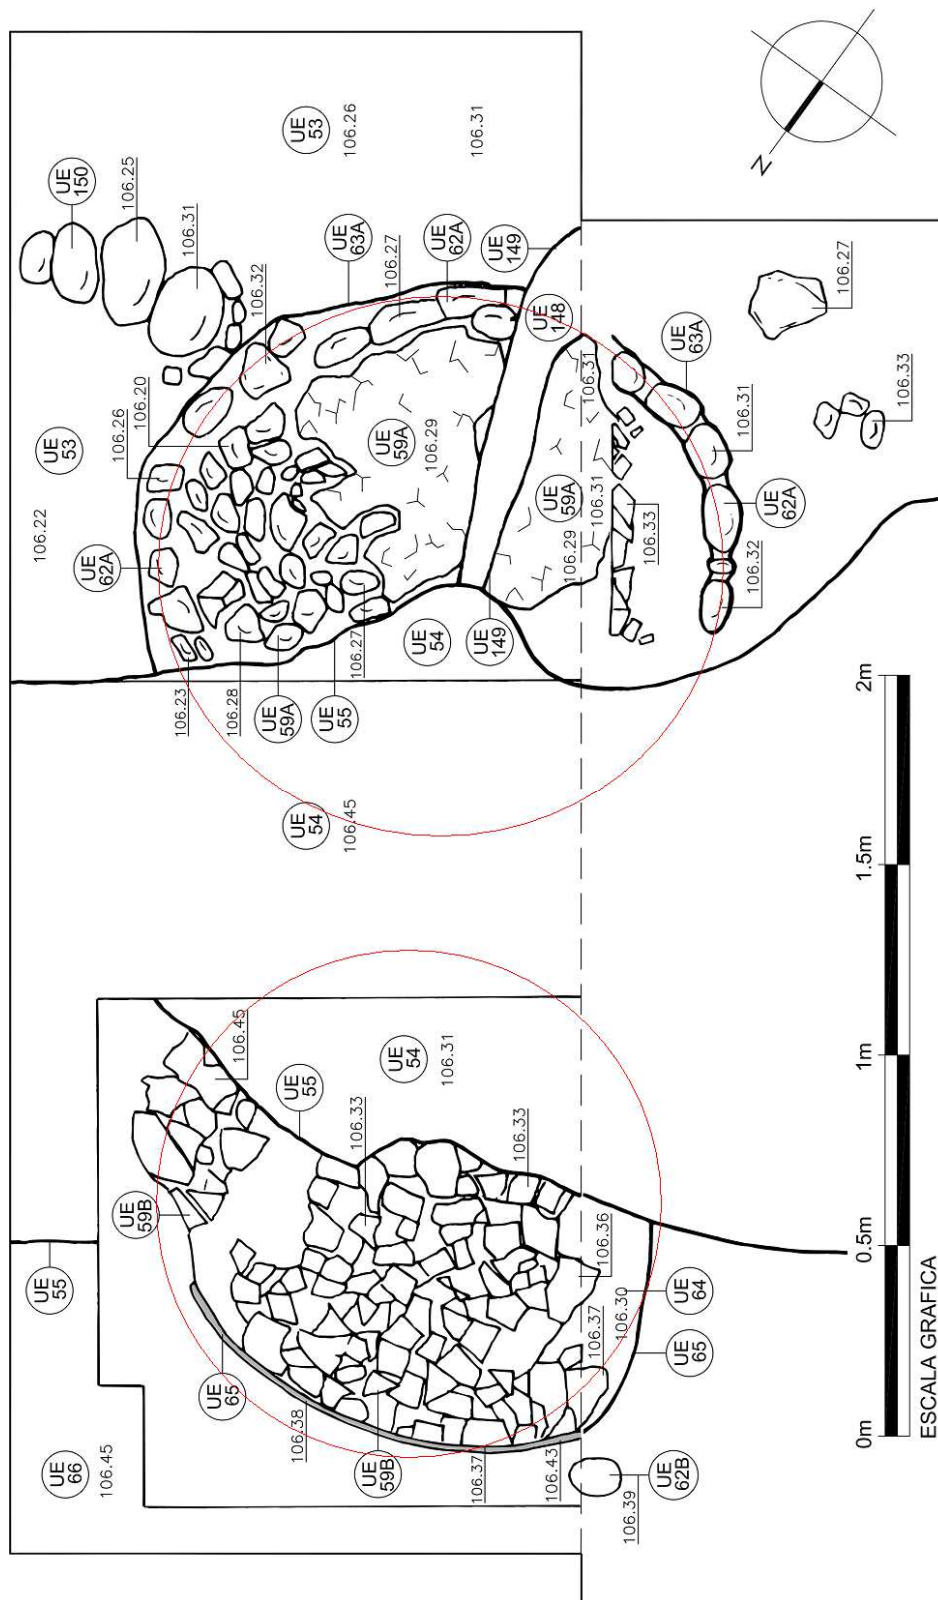 UE
53
106.26
106.31
UE
150
106.25
106.31
106.32
UE
63A
106.27
UE
62A
UE
149
UE
148
N
106.27
UE
63A
106.33
106.31
UE
62A
106.32
106.31
UE
59A
106.29
UE
59A
106.31
106.29
106.33
106.20
106.26
UE
53
106.22
UE
62A
106.23
106.28
UE
59A
UE
55
106.27
UE
54
UE
149
UE
54
106.45
106.45
UE
55
UE
54
106.31
106.33
106.33
UE
59B
UE
55
106.36
UE
64
106.30
106.37
UE
65
UE
65
106.38
UE
59B
106.37
106.43
UE
62B
106.39
UE
66
106.45
0m
0.5m
1m
1.5m
2m
ESCALA GRAFICA